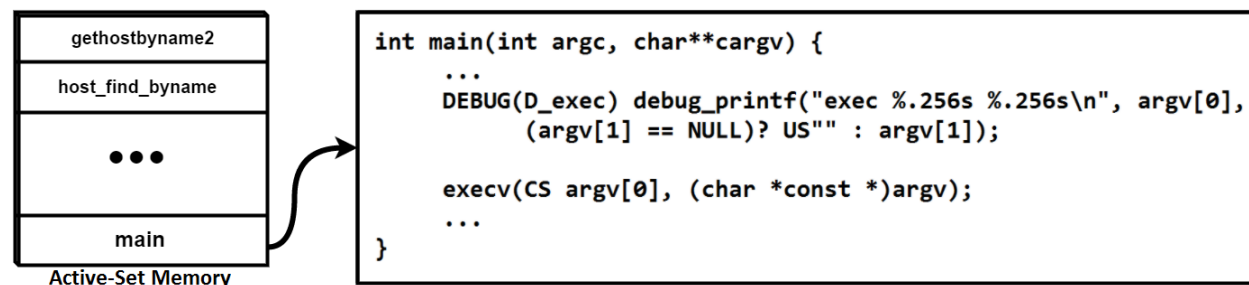 gethostbyname2
host_find_byname
•••
main
Active-Set Memory
int main(int argc, char**cargv) {
...
DEBUG(D_exec) debug_printf("exec %.256s %.256s\n", argv[0],
(argv[1] == NULL)? US"" : argv[1]);
execv(CS argv[0], (char *const *)argv);
...
}